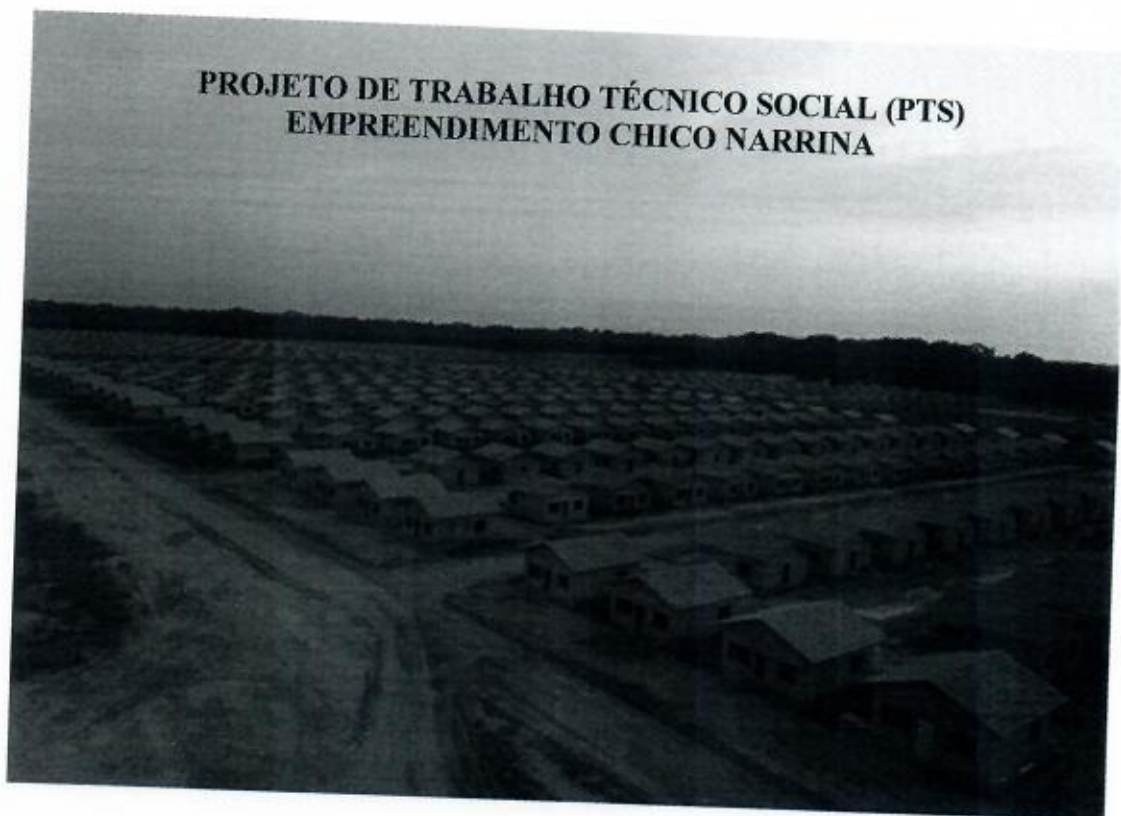 PROJETO DE TRABALHO TÉCNICO SOCIAL (PTS)
EMPREENDIMENTO CHICO NARRINA